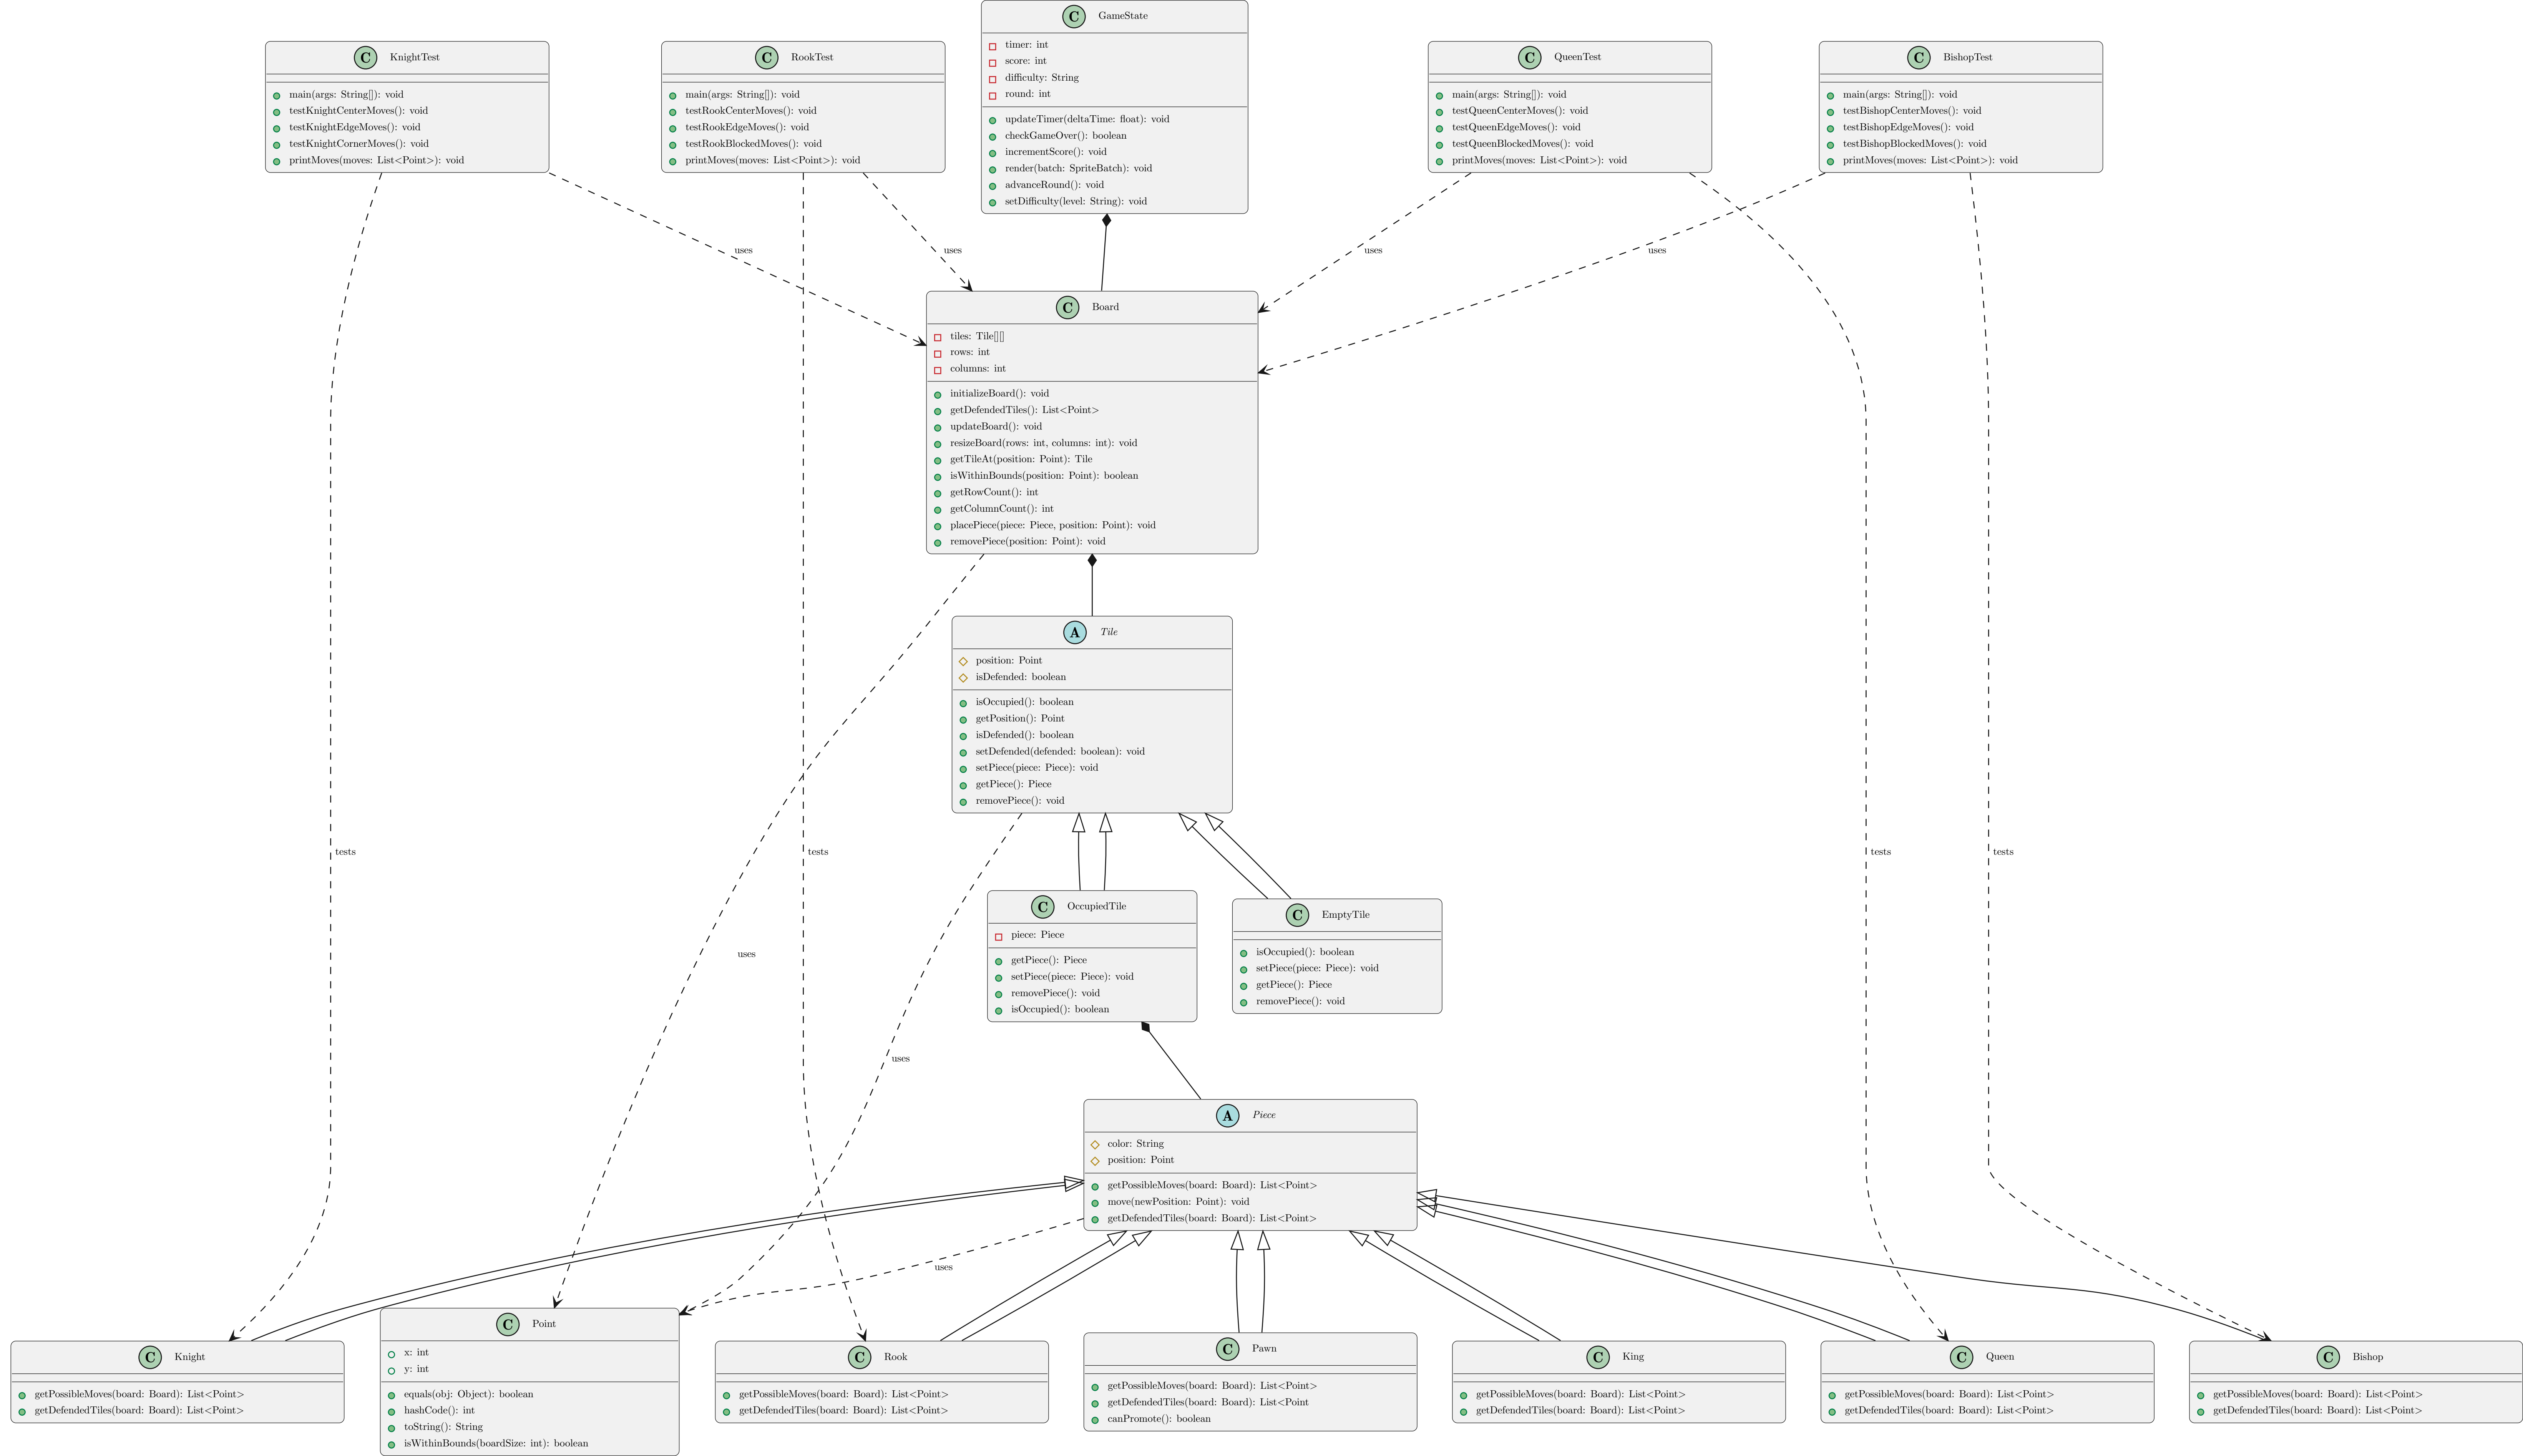 C GameState
timer: int
score: int
difficulty: String
round: int
updateTimer(deltaTime: float): void
checkGameOver(): boolean
incrementScore(): void
render(batch: SpriteBatch): void
advanceRound(): void
setDifficulty(level: String): void
C KnightTest
main(args: String[]): void
testKnightCenterMoves(): void
testKnightEdgeMoves(): void
testKnightCornerMoves(): void
printMoves(moves: List<Point>): void
C RookTest
main(args: String[]): void
testRookCenterMoves(): void
testRookEdgeMoves(): void
testRookBlockedMoves(): void
printMoves(moves: List<Point>): void
C QueenTest
main(args: String[]): void
testQueenCenterMoves(): void
testQueenEdgeMoves(): void
testQueenBlockedMoves(): void
printMoves(moves: List<Point>): void
C BishopTest
main(args: String[]): void
testBishopCenterMoves(): void
testBishopEdgeMoves(): void
testBishopBlockedMoves(): void
printMoves(moves: List<Point>): void
uses
uses
uses
uses
C Board
tiles: Tile[][]
rows: int
columns: int
initializeBoard(): void
getDefendedTiles(): List<Point>
updateBoard(): void
resizeBoard(rows: int, columns: int): void
getTileAt(position: Point): Tile
isWithinBounds(position: Point): boolean
getRowCount(): int
getColumnCount(): int
placePiece(piece: Piece, position: Point): void
removePiece(position: Point): void
A Tile
position: Point
isDefended: boolean
isOccupied(): boolean
getPosition(): Point
isDefended(): boolean
setDefended(defended: boolean): void
setPiece(piece: Piece): void
getPiece(): Piece
removePiece(): void
tests
tests
tests
tests
C OccupiedTile
piece: Piece
getPiece(): Piece
setPiece(piece: Piece): void
removePiece(): void
isOccupied(): boolean
C EmptyTile
isOccupied(): boolean
setPiece(piece: Piece): void
getPiece(): Piece
removePiece(): void
uses
uses
A Piece
color: String
position: Point
getPossibleMoves(board: Board): List<Point>
move(newPosition: Point): void
getDefendedTiles(board: Board): List<Point>
uses
C Knight
getPossibleMoves(board: Board): List<Point>
getDefendedTiles(board: Board): List<Point>
C Point
x: int
y: int
equals(obj: Object): boolean
hashCode(): int
toString(): String
isWithinBounds(boardSize: int): boolean
C Rook
getPossibleMoves(board: Board): List<Point>
getDefendedTiles(board: Board): List<Point>
C Pawn
getPossibleMoves(board: Board): List<Point>
getDefendedTiles(board: Board): List<Point
canPromote(): boolean
C King
getPossibleMoves(board: Board): List<Point>
getDefendedTiles(board: Board): List<Point>
C Queen
getPossibleMoves(board: Board): List<Point>
getDefendedTiles(board: Board): List<Point>
C Bishop
getPossibleMoves(board: Board): List<Point>
getDefendedTiles(board: Board): List<Point>